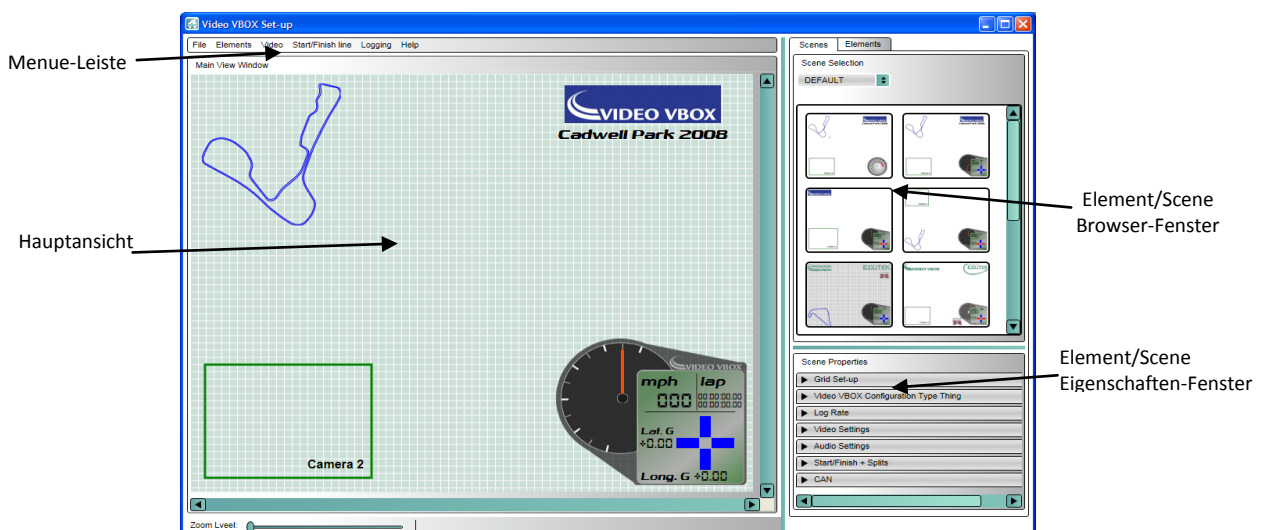 Video VBOX Set-up
File Elements Video Start/Finish line Logging Help
Main View Window
Menue-Leiste
Hauptansicht
VIDEO VBOX
Cadwell Park 2008
Camera 2
VIDEO VBOX
mph lap
000 00:00:00.00
00:00:00.00
Lat. G
+0.00
Long. G +0.00
Zoom Lveel:
Scenes Elements
Scene Selection
DEFAULT
EDUTEK
VIDEO VBOX
Element/Scene
Browser-Fenster
Scene Properties
Grid Set-up
Video VBOX Configuration Type Thing
Log Rate
Video Settings
Audio Settings
Start/Finish + Splits
CAN
Element/Scene
Eigenschaften-Fenster